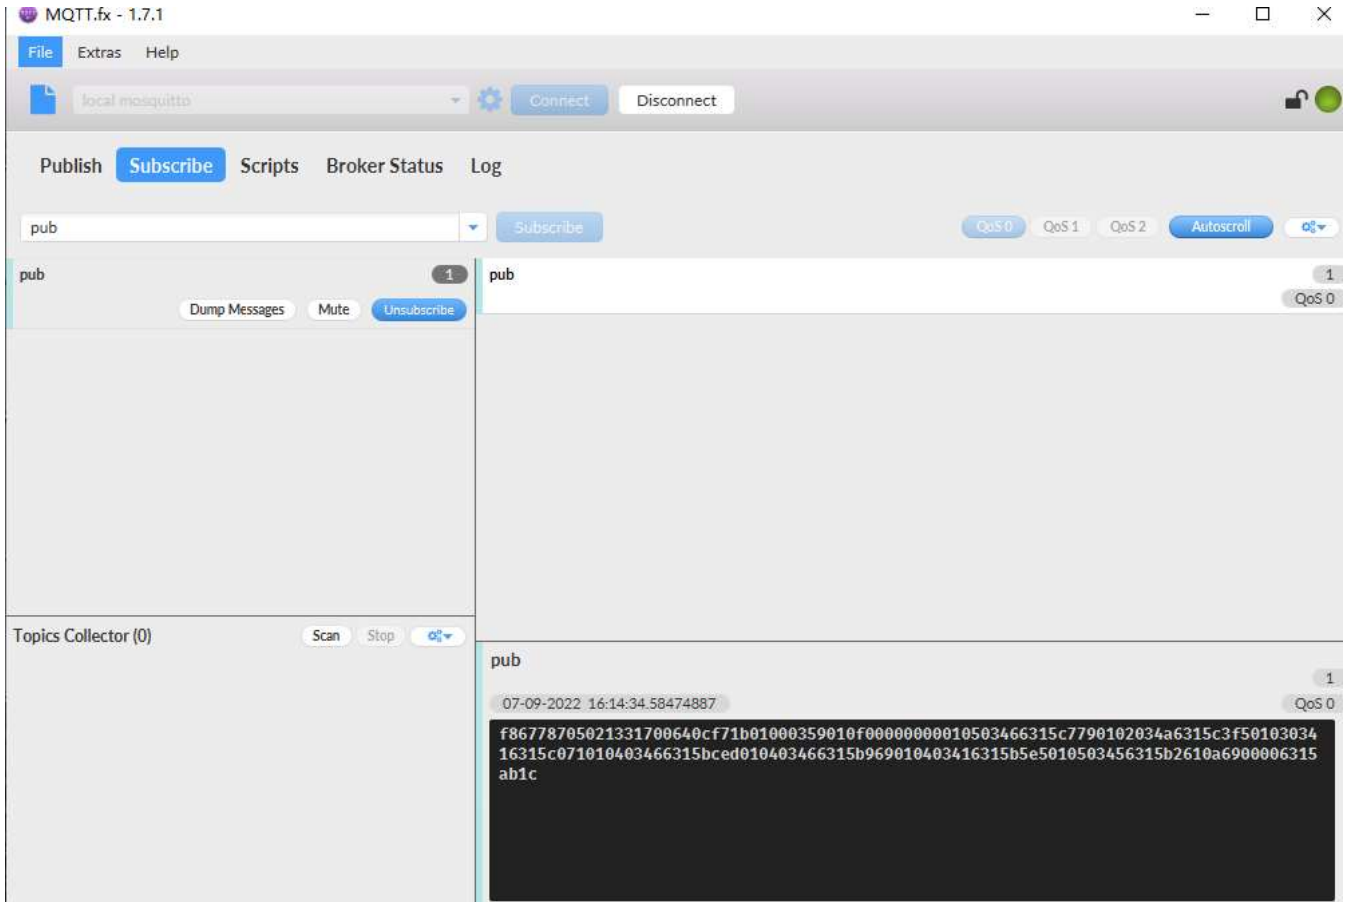 MQTT.fx - 1.7.1
File Extras Help
local mosquitto Connect Disconnect
Publish Subscribe Scripts Broker Status Log
pub Subscribe QoS 0 QoS 1 QoS 2 Autoscroll
pub 1
Dump Messages Mute Unsubscribe
pub 1
QoS 0
Topics Collector (0) Scan Stop
pub
1
07-09-2022 16:14:34.58474887 QoS 0
f86778705021331700640cf71b01000359010f00000000010503466315c7790102034a6315c3f50103034
16315c071010403466315bced010403466315b969010403416315b5e5010503456315b2610a6900006315
ab1c